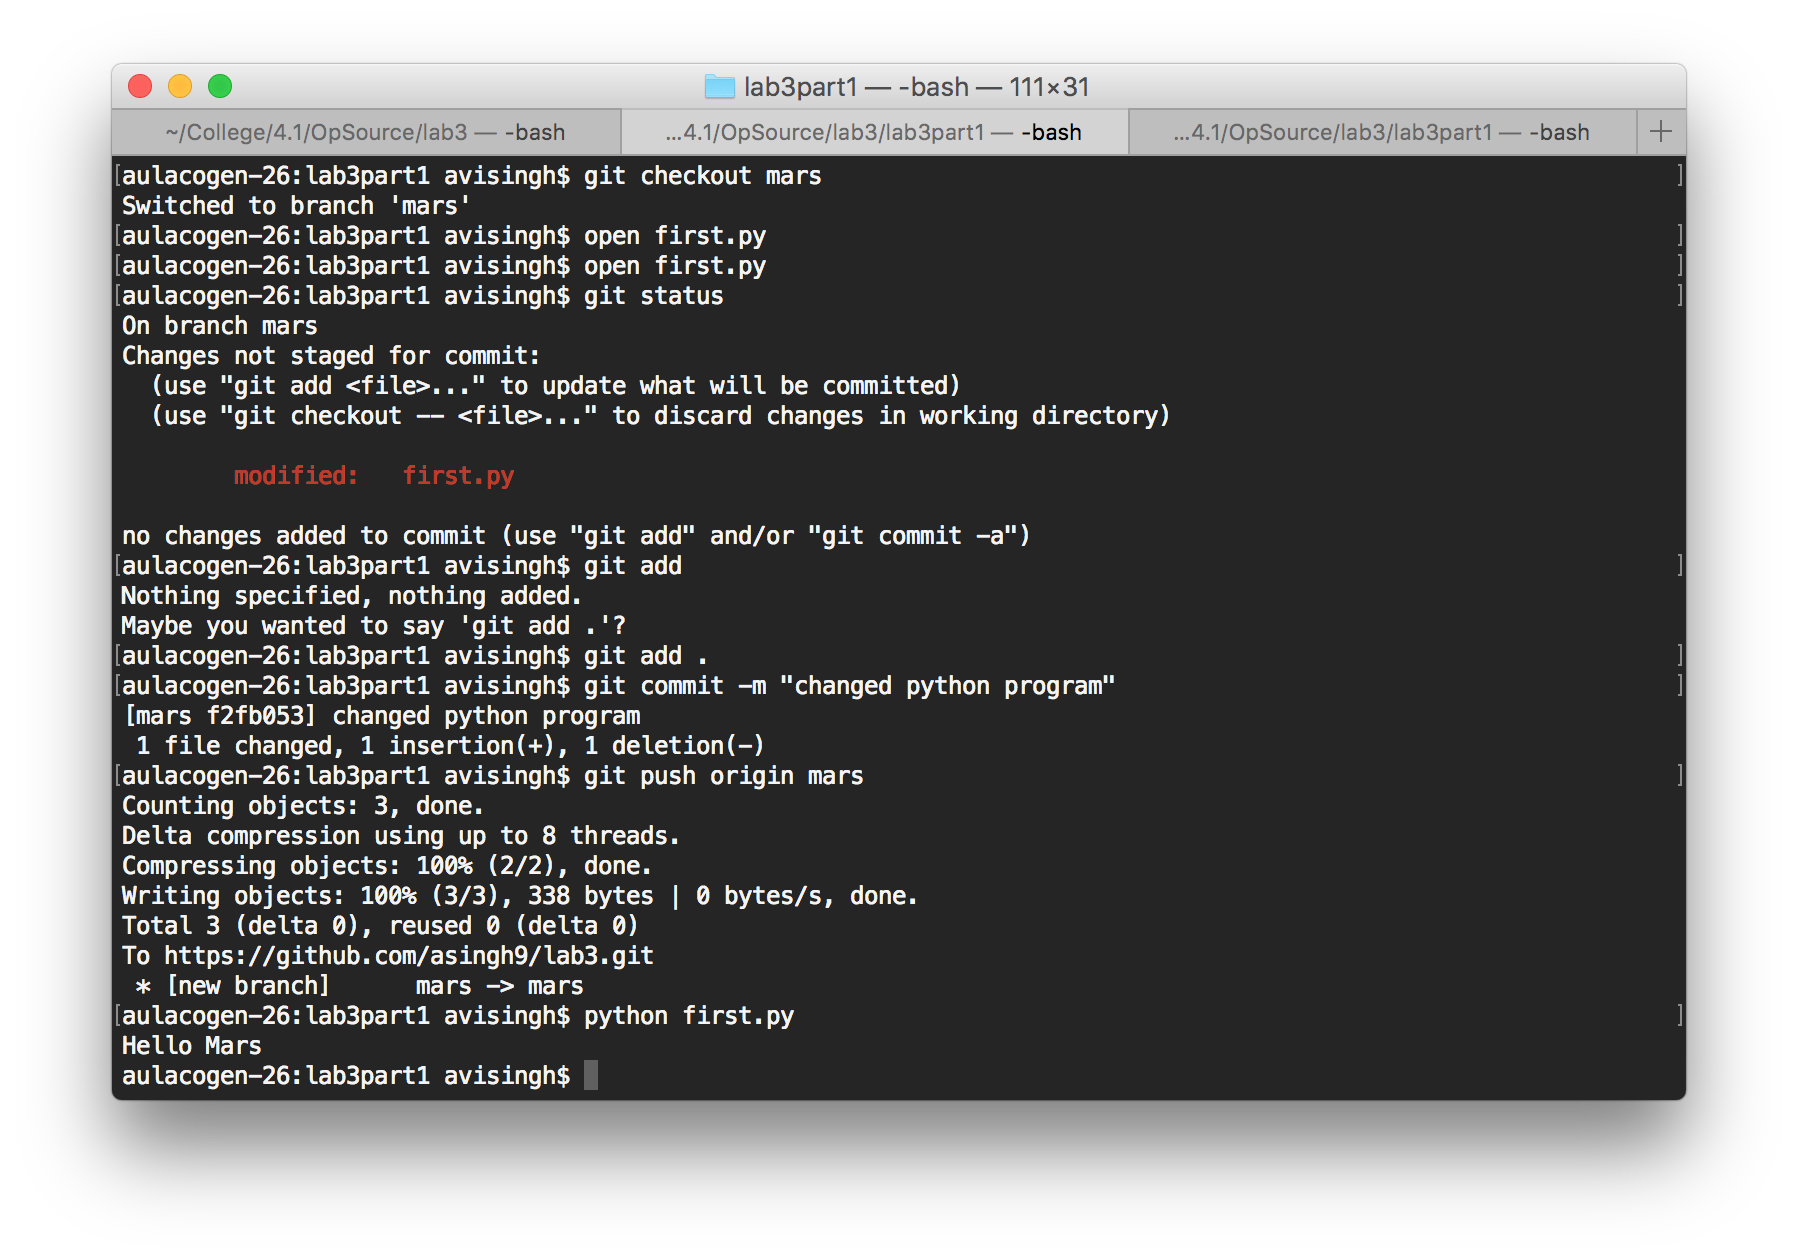 lab3part1 — -bash — 111×31
~/College/4.1/OpSource/lab3 — -bash ...4.1/OpSource/lab3/lab3part1 — -bash ...4.1/OpSource/lab3/lab3part1 — -bash +
[aulacogen-26:lab3part1 avisingh$ git checkout mars ]
Switched to branch 'mars'
[aulacogen-26:lab3part1 avisingh$ open first.py ]
[aulacogen-26:lab3part1 avisingh$ open first.py ]
[aulacogen-26:lab3part1 avisingh$ git status ]
On branch mars
Changes not staged for commit:
  (use "git add <file>..." to update what will be committed)
  (use "git checkout -- <file>..." to discard changes in working directory)
        modified:   first.py
no changes added to commit (use "git add" and/or "git commit -a")
[aulacogen-26:lab3part1 avisingh$ git add ]
Nothing specified, nothing added.
Maybe you wanted to say 'git add .'?
[aulacogen-26:lab3part1 avisingh$ git add . ]
[aulacogen-26:lab3part1 avisingh$ git commit -m "changed python program" ]
[mars f2fb053] changed python program
 1 file changed, 1 insertion(+), 1 deletion(-)
[aulacogen-26:lab3part1 avisingh$ git push origin mars ]
Counting objects: 3, done.
Delta compression using up to 8 threads.
Compressing objects: 100% (2/2), done.
Writing objects: 100% (3/3), 338 bytes | 0 bytes/s, done.
Total 3 (delta 0), reused 0 (delta 0)
To https://github.com/asingh9/lab3.git
 * [new branch]      mars -> mars
[aulacogen-26:lab3part1 avisingh$ python first.py ]
Hello Mars
aulacogen-26:lab3part1 avisingh$